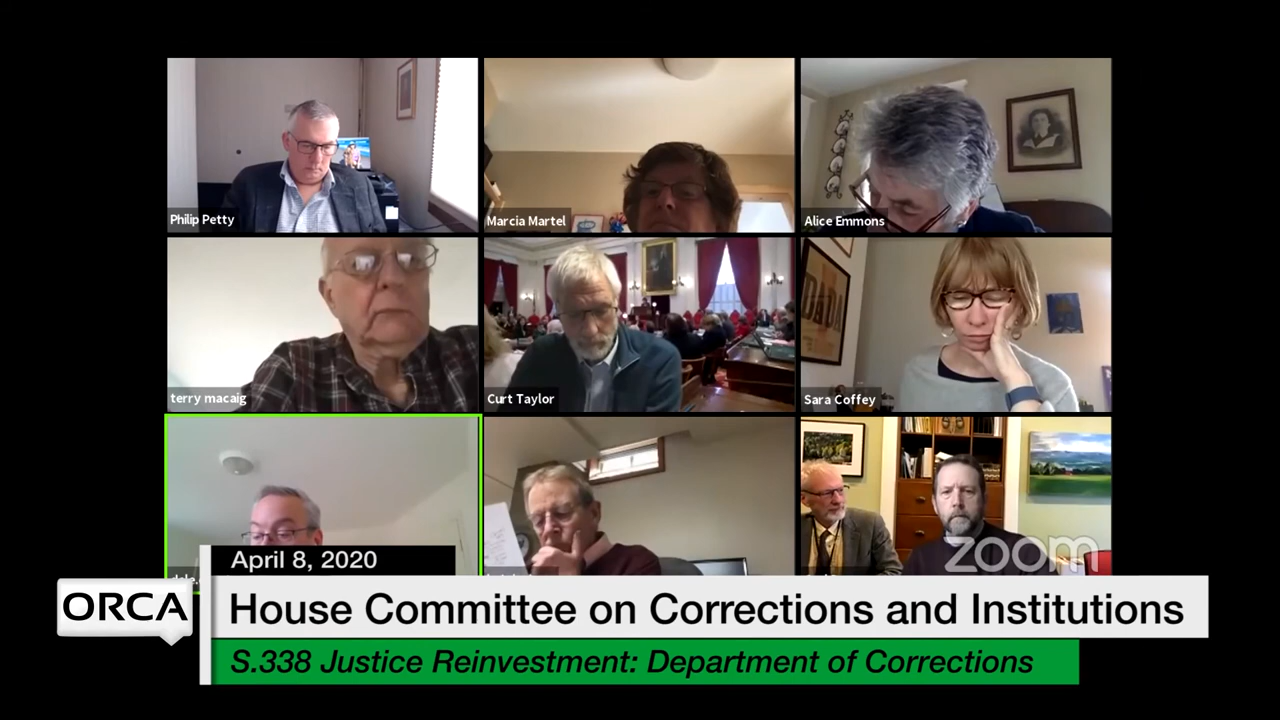 Philip Petty
Marcia Martel
Alice Emmons
DADA
terry macaig
Curt Taylor
Sara Coffey
zoom
April 8, 2020
ORCA
House Committee on Corrections and Institutions
S.338 Justice Reinvestment: Department of Corrections